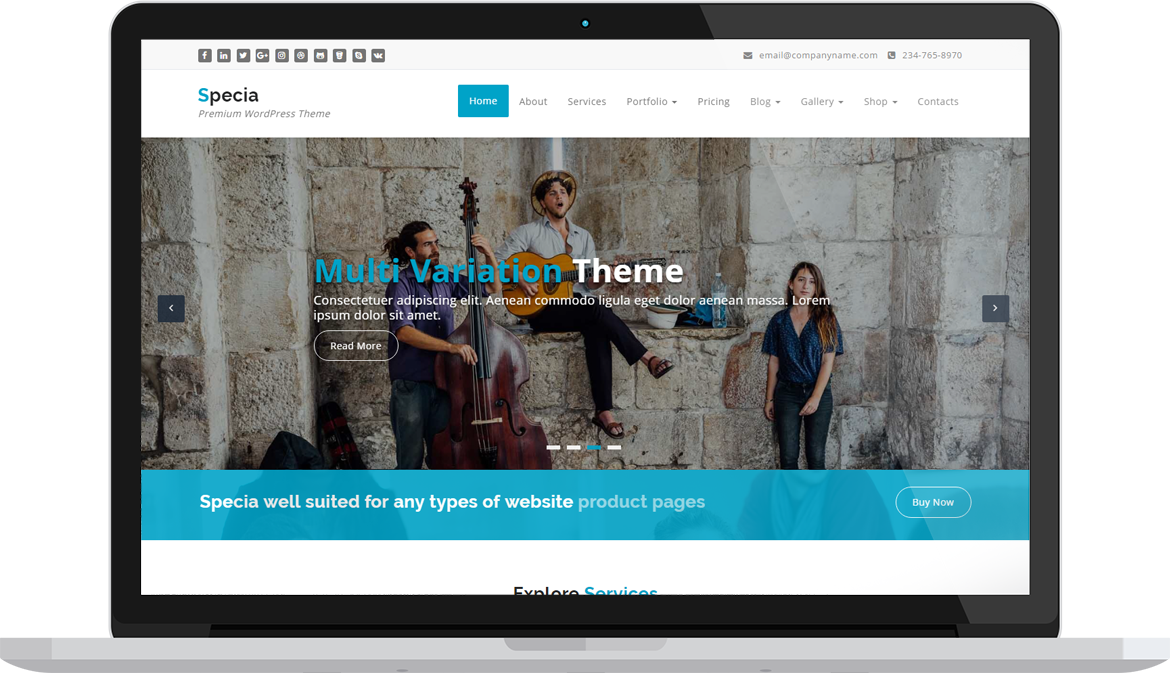 email@companyname.com 234-765-8970
Specia
Premium WordPress Theme
Home About Services Portfolio Pricing Blog Gallery Shop Contacts
Multi Variation Theme
Consectetuer adipiscing elit. Aenean commodo ligula eget dolor aenean massa. Lorem
ipsum dolor sit amet.
Read More
Specia well suited for any types of website product pages
Buy Now
Explore Services